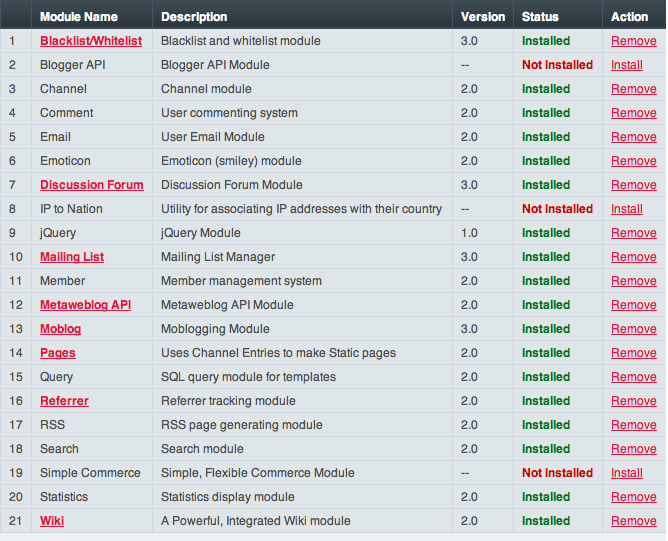 Module Name Description Version Status Action
1 Blacklist/Whitelist Blacklist and whitelist module 3.0 Installed Remove
2 Blogger API Blogger API Module -- Not Installed Install
3 Channel Channel module 2.0 Installed Remove
4 Comment User commenting system 2.0 Installed Remove
5 Email User Email Module 2.0 Installed Remove
6 Emoticon Emoticon (smiley) module 2.0 Installed Remove
7 Discussion Forum Discussion Forum Module 3.0 Installed Remove
8 IP to Nation Utility for associating IP addresses with their country -- Not Installed Install
9 jQuery jQuery Module 1.0 Installed Remove
10 Mailing List Mailing List Manager 3.0 Installed Remove
11 Member Member management system 2.0 Installed Remove
12 Metaweblog API Metaweblog API Module 2.0 Installed Remove
13 Moblog Moblogging Module 3.0 Installed Remove
14 Pages Uses Channel Entries to make Static pages 2.0 Installed Remove
15 Query SQL query module for templates 2.0 Installed Remove
16 Referrer Referrer tracking module 2.0 Installed Remove
17 RSS RSS page generating module 2.0 Installed Remove
18 Search Search module 2.0 Installed Remove
19 Simple Commerce Simple, Flexible Commerce Module -- Not Installed Install
20 Statistics Statistics display module 2.0 Installed Remove
21 Wiki A Powerful, Integrated Wiki module 2.0 Installed Remove